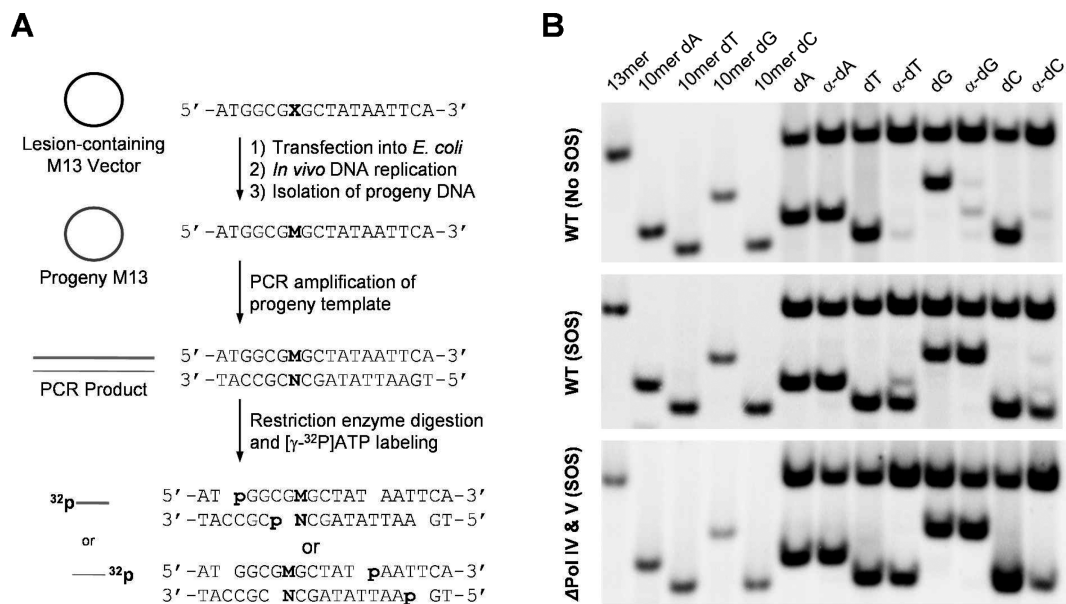 A
Lesion-containing
M13 Vector
5′-ATGGCGXGCTATAATTCA-3′
1) Transfection into E. coli
2) In vivo DNA replication
3) Isolation of progeny DNA
Progeny M13
5′-ATGGCGMGCTATAATTCA-3′
PCR amplification of
progeny template
PCR Product
5′-ATGGCGMGCTATAATTCA-3′
3′-TACCGCNCGATATTAAGT-5′
Restriction enzyme digestion
and [γ-³²P]ATP labeling
³²p
or
³²p
5′-AT pGGCGMGCTAT AATTCA-3′
3′-TACCGCp NCGATATTAA GT-5′
or
5′-AT GGCGMGCTAT pAATTCA-3′
3′-TACCGC NCGATATTAAp GT-5′
B
13mer
10mer dA
10mer dT
10mer dG
10mer dC
dA
α-dA
dT
α-dT
dG
α-dG
dC
α-dC
WT (No SOS)
WT (SOS)
ΔPol IV & V (SOS)